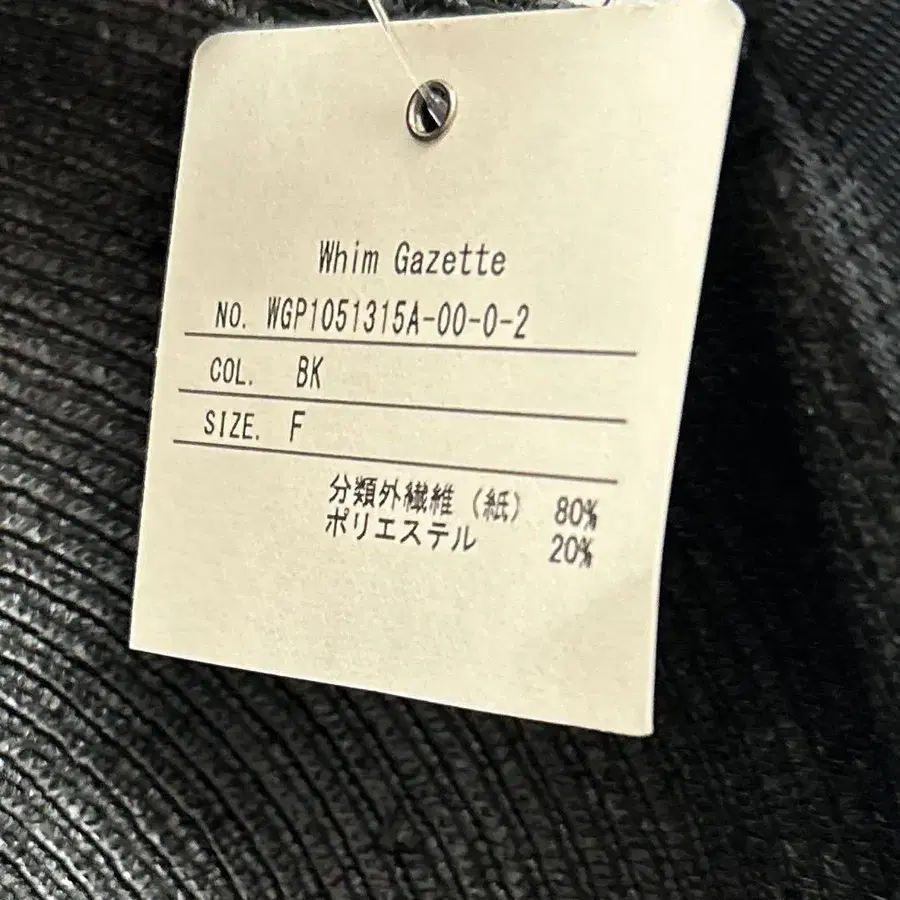 Whim Gazette
NO. WGP1051315A-00-0-2
COL. BK
SIZE. F
分類外繊維（紙） 80%
ポリエステル 20%